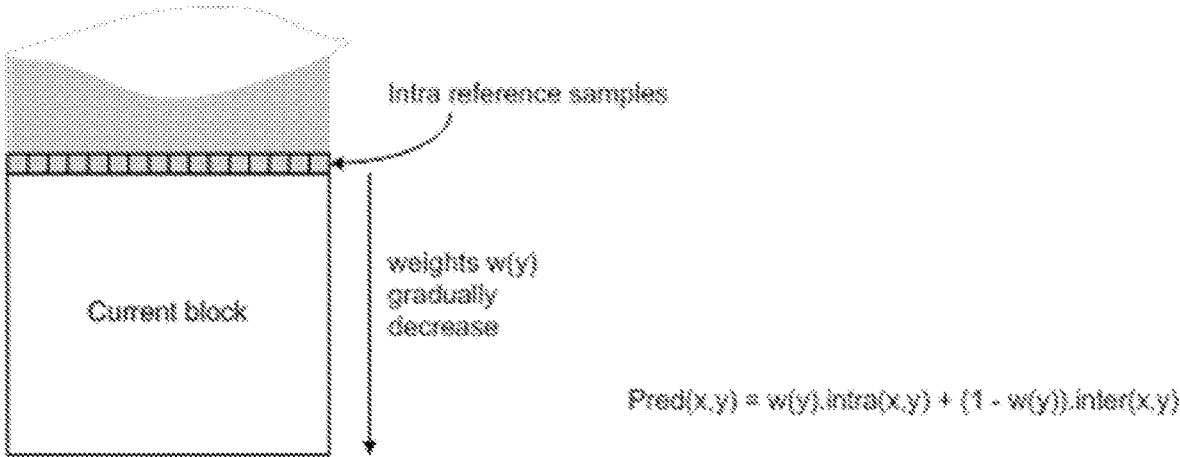 Intra reference samples
weights w(y)
gradually
decrease
Current block
Pred(x,y) = w(y).intra(x,y) + (1 - w(y)).inter(x,y)